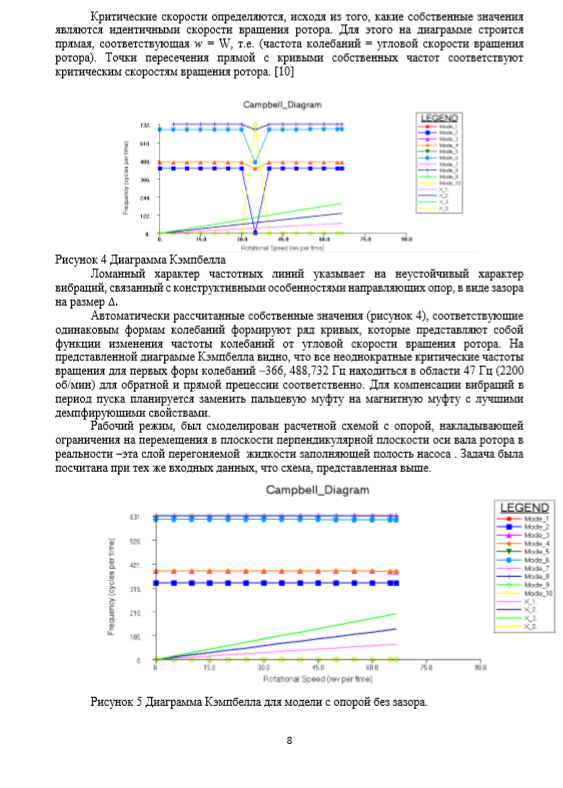 Критические скорости определяются, исходя из того, какие собственные значения
являются идентичными скорости вращения ротора. Для этого на диаграмме строится
прямая, соответствующая w = W, т.е. (частота колебаний = угловой скорости вращения
ротора). Точки пересечения прямой с кривыми собственных частот соответствуют
критическим скоростям вращения ротора. [10]
Campbell_Diagram
LEGEND
Mode_1
Mode_2
Mode_3
Mode_4
Mode_5
Mode_6
Mode_7
Mode_8
Mode_9
Mode_10
X_1.
X_2.
X_3.
X_0.
Frequency (cycles per time)
732.
610.
488.
366.
244.
122.
0.
0. 15.0 30.0 45.0 60.0 75.0 90.0
Rotational Speed (rev per time)
Рисунок 4 Диаграмма Кэмпбелла
Ломанный характер частотных линий указывает на неустойчивый характер
вибраций, связанный с конструктивными особенностями направляющих опор, в виде зазора
на размер Δ.
Автоматически рассчитанные собственные значения (рисунок 4), соответствующие
одинаковым формам колебаний формируют ряд кривых, которые представляют собой
функции изменения частоты колебаний от угловой скорости вращения ротора. На
представленной диаграмме Кэмпбелла видно, что все неоднократные критические частоты
вращения для первых форм колебаний –366, 488,732 Гц находиться в области 47 Гц (2200
об/мин) для обратной и прямой прецессии соответственно. Для компенсации вибраций в
период пуска планируется заменить пальцевую муфту на магнитную муфту с лучшими
демпфирующими свойствами.
Рабочий режим, был смоделирован расчетной схемой с опорой, накладывающей
ограничения на перемещения в плоскости перпендикулярной плоскости оси вала ротора в
реальности –эта слой перегоняемой жидкости заполняющей полость насоса . Задача была
посчитана при тех же входных данных, что схема, представленная выше.
Campbell_Diagram
LEGEND
Mode_1
Mode_2
Mode_3
Mode_4
Mode_5
Mode_6
Mode_7
Mode_8
Mode_9
Mode_10
X_1.
X_2.
X_3.
X_0.
Frequency (cycles per time)
631.
526.
421.
315.
210.
105.
0.
0. 15.0 30.0 45.0 60.0 75.0 90.0
Rotational Speed (rev per time)
Рисунок 5 Диаграмма Кэмпбелла для модели с опорой без зазора.
8